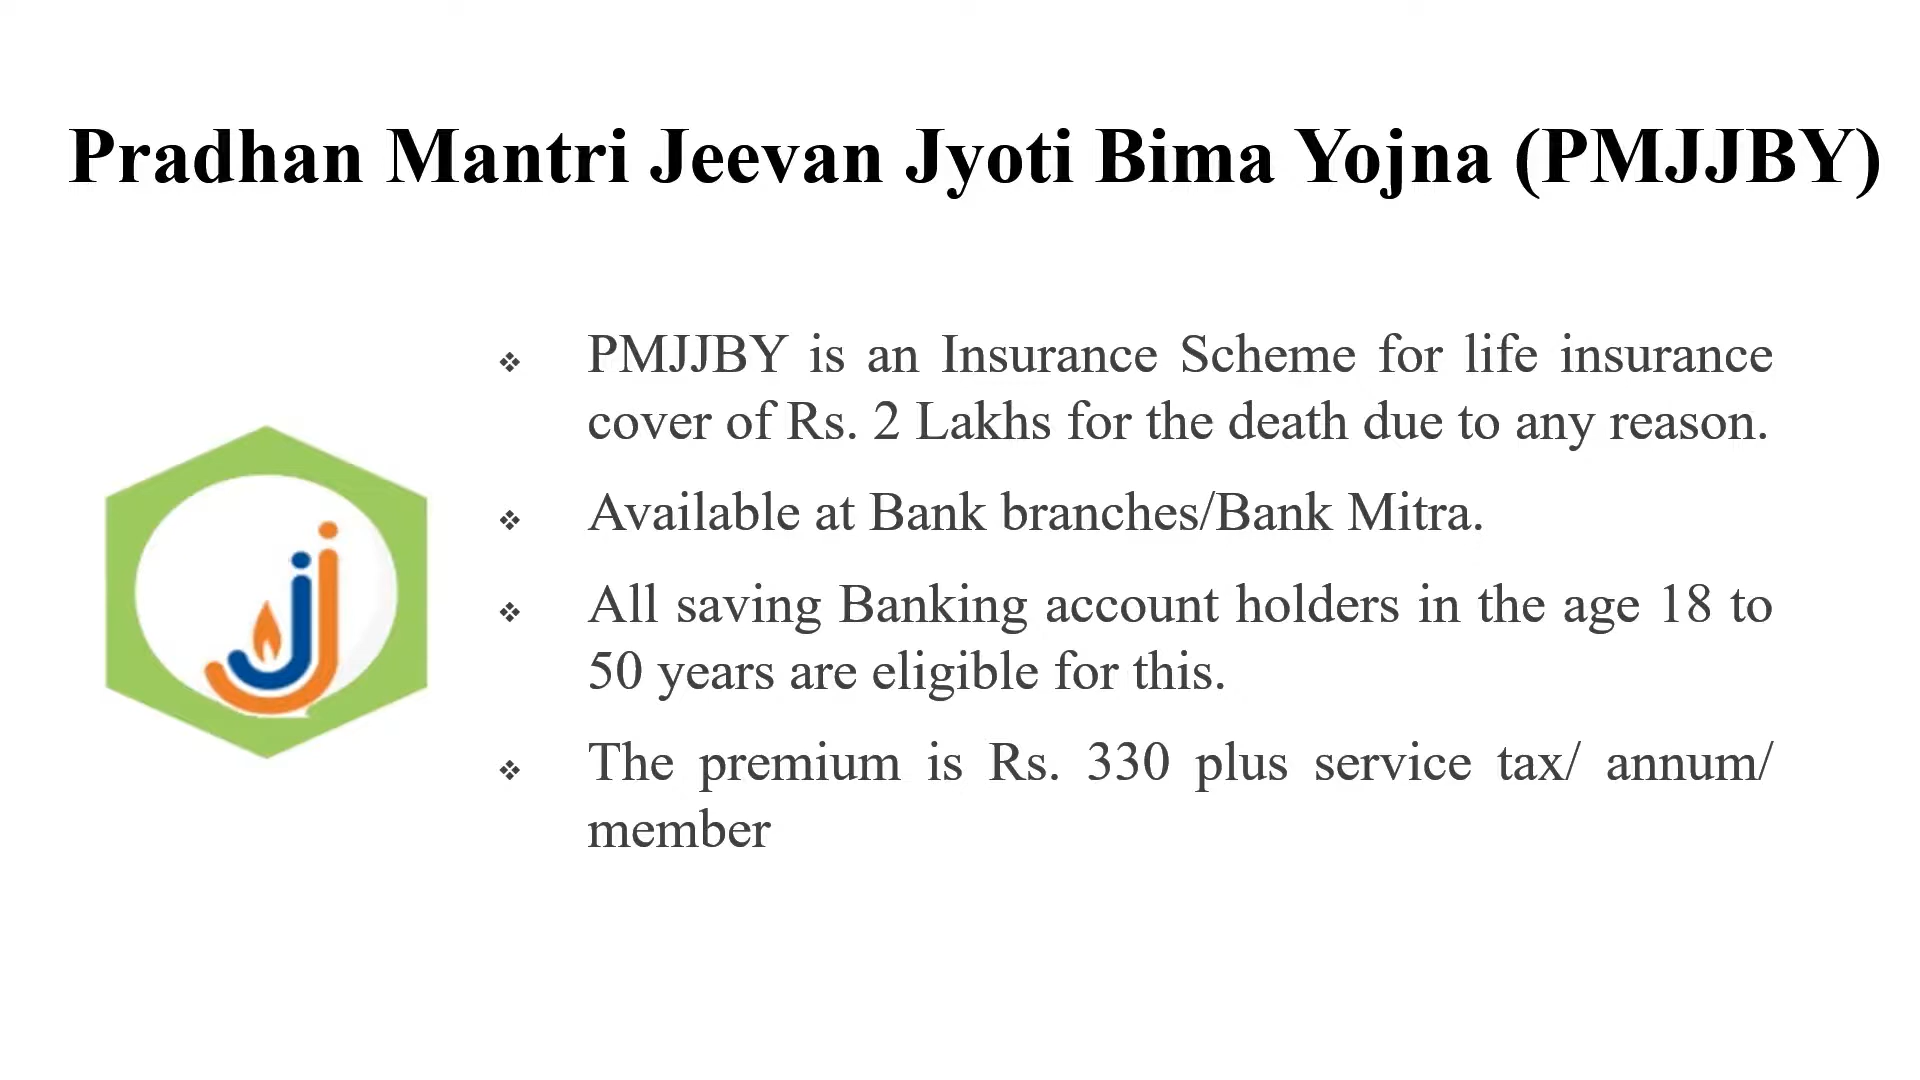 Pradhan Mantri Jeevan Jyoti Bima Yojna (PMJJBY)
❖ PMJJBY is an Insurance Scheme for life insurance
cover of Rs. 2 Lakhs for the death due to any reason.
❖ Available at Bank branches/Bank Mitra.
❖ All saving Banking account holders in the age 18 to
50 years are eligible for this.
❖ The premium is Rs. 330 plus service tax/ annum/
member